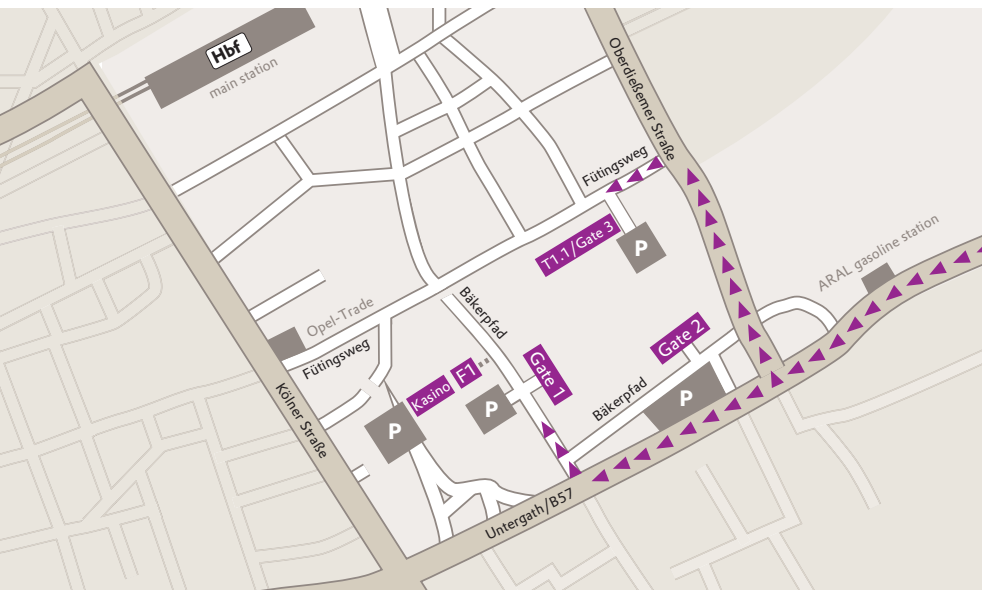 Hbf
main station
Oberdießemer Straße
Fütingsweg
T1.1/Gate 3
P
ARAL gasoline station
Bäkerpfad
Opel-Trade
Fütingsweg
Gate 2
Gate 1
F1
Kasino
P
P
P
Bäkerpfad
Kölner Straße
Untergath/B57